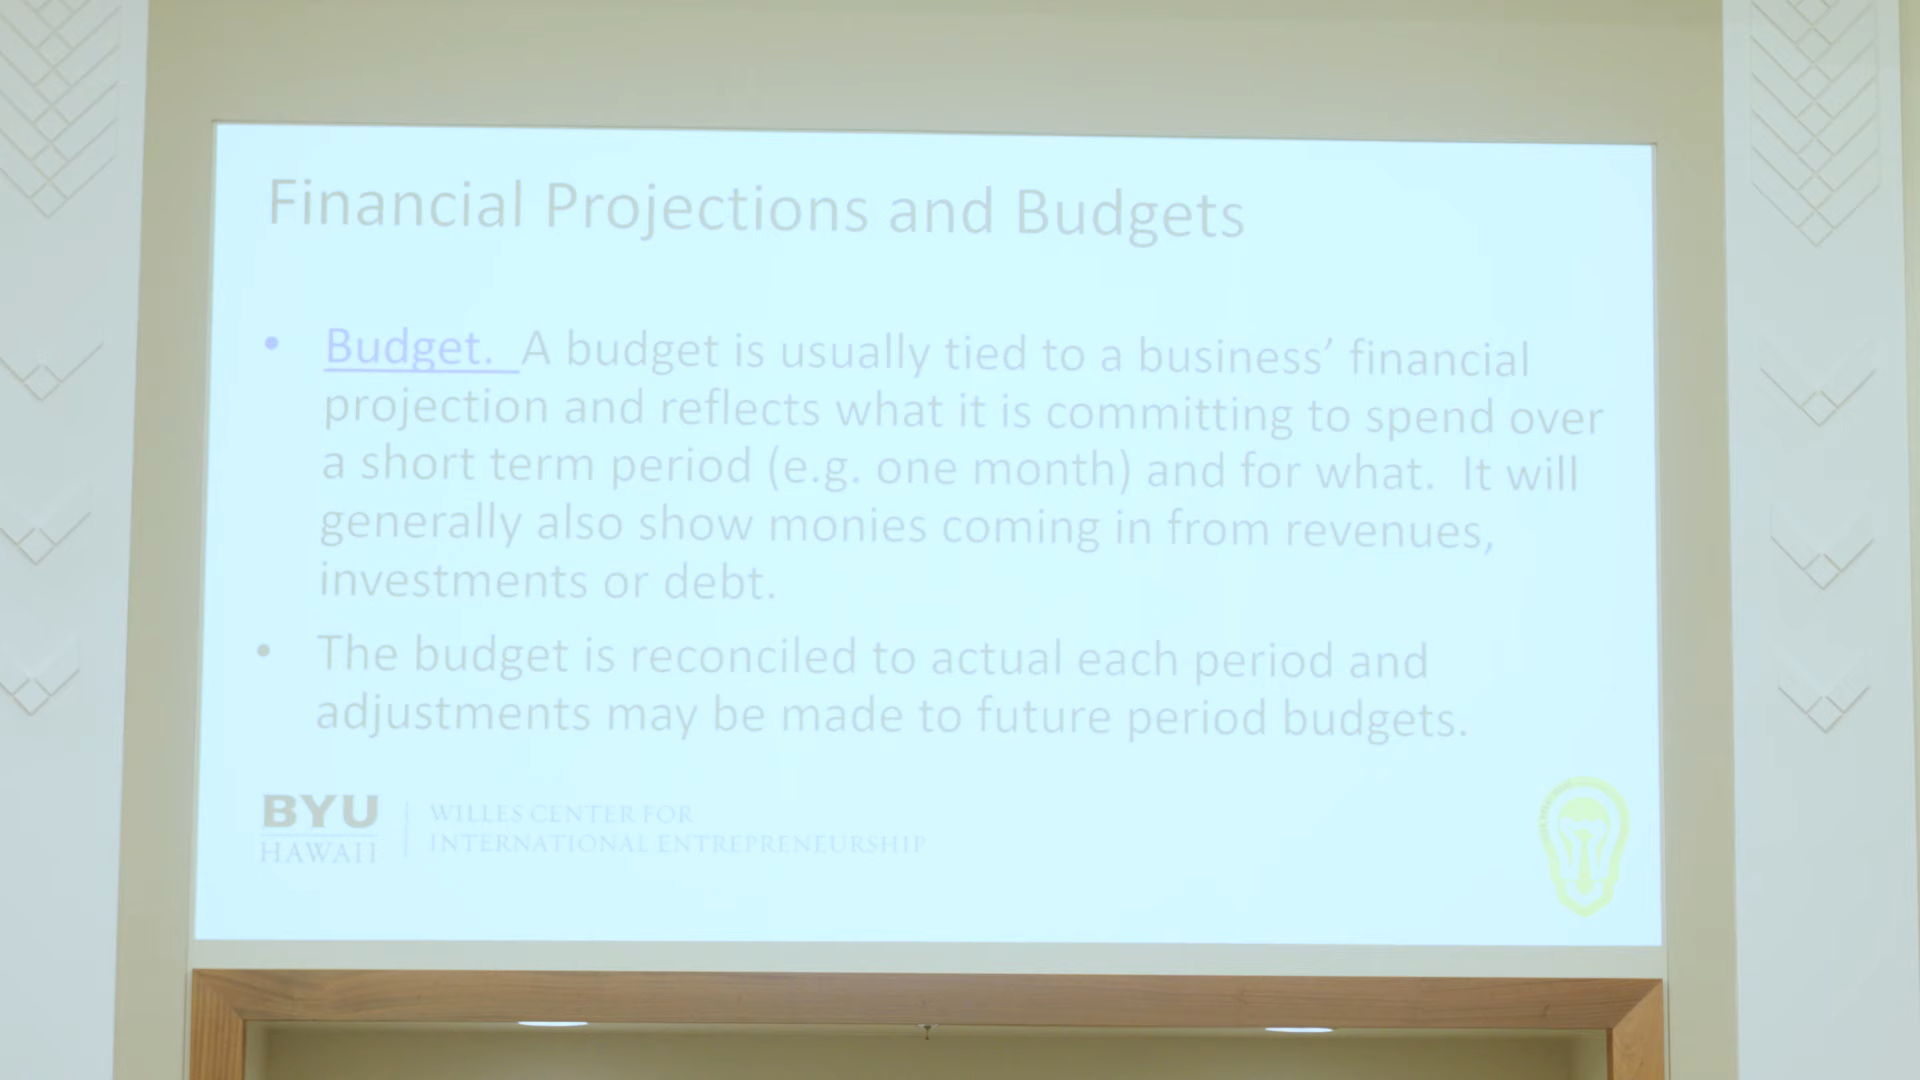 Financial Projections and Budgets
• Budget.  A budget is usually tied to a business’ financial
projection and reflects what it is committing to spend over
a short term period (e.g. one month) and for what.  It will
generally also show monies coming in from revenues,
investments or debt.
• The budget is reconciled to actual each period and
adjustments may be made to future period budgets.
BYU
HAWAII
WILLES CENTER FOR
INTERNATIONAL ENTREPRENEURSHIP